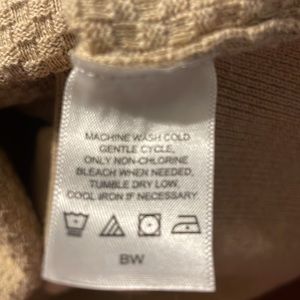 MACHINE WASH COLD
GENTLE CYCLE,
ONLY NON-CHLORINE
BLEACH WHEN NEEDED,
TUMBLE DRY LOW,
COOL IRON IF NECESSARY.
BW